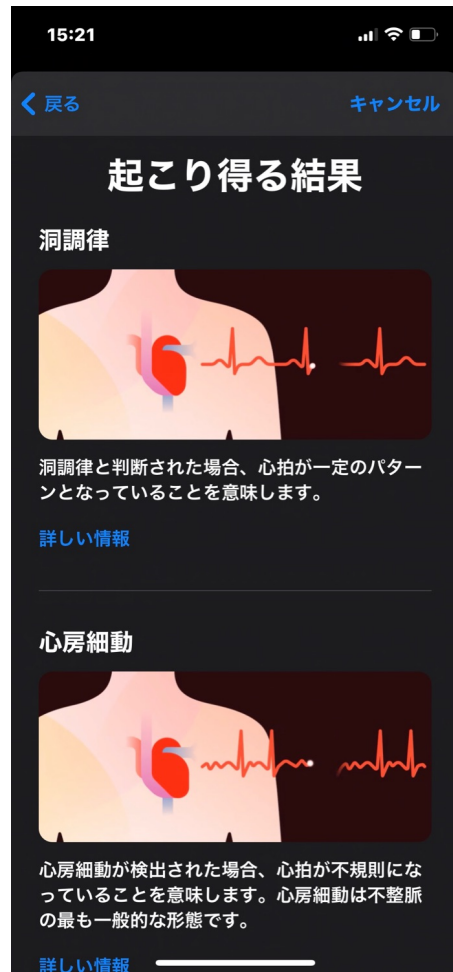 15:21
戻る
キャンセル
起こり得る結果
洞調律
洞調律と判断された場合、心拍が一定のパター
ンとなっていることを意味します。
詳しい情報
心房細動
心房細動が検出された場合、心拍が不規則にな
っていることを意味します。心房細動は不整脈
の最も一般的な形態です。
詳しい情報